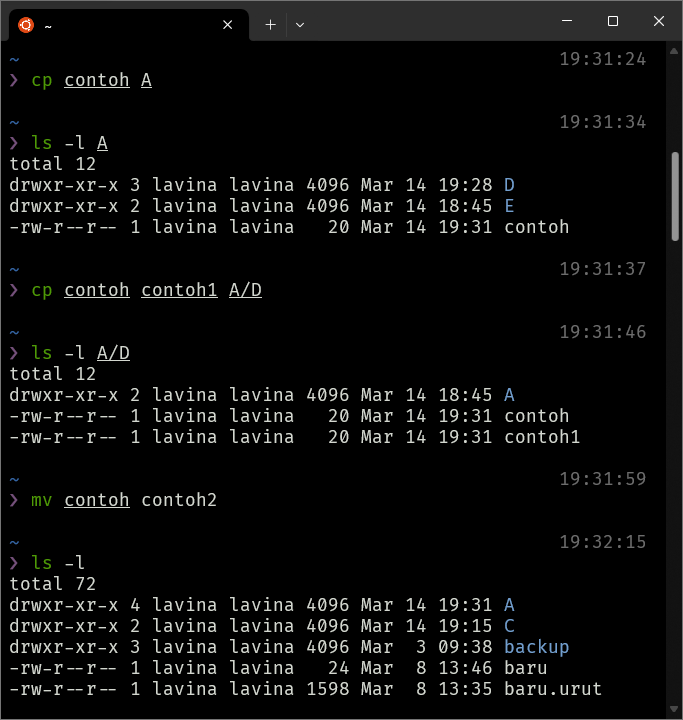 ~
~ 19:31:24
❯ cp contoh A
~ 19:31:34
❯ ls -l A
total 12
drwxr-xr-x 3 lavina lavina 4096 Mar 14 19:28 D
drwxr-xr-x 2 lavina lavina 4096 Mar 14 18:45 E
-rw-r--r-- 1 lavina lavina   20 Mar 14 19:31 contoh
~ 19:31:37
❯ cp contoh contoh1 A/D
~ 19:31:46
❯ ls -l A/D
total 12
drwxr-xr-x 2 lavina lavina 4096 Mar 14 18:45 A
-rw-r--r-- 1 lavina lavina   20 Mar 14 19:31 contoh
-rw-r--r-- 1 lavina lavina   20 Mar 14 19:31 contoh1
~ 19:31:59
❯ mv contoh contoh2
~ 19:32:15
❯ ls -l
total 72
drwxr-xr-x 4 lavina lavina 4096 Mar 14 19:31 A
drwxr-xr-x 2 lavina lavina 4096 Mar 14 19:15 C
drwxr-xr-x 3 lavina lavina 4096 Mar  3 09:38 backup
-rw-r--r-- 1 lavina lavina   24 Mar  8 13:46 baru
-rw-r--r-- 1 lavina lavina 1598 Mar  8 13:35 baru.urut